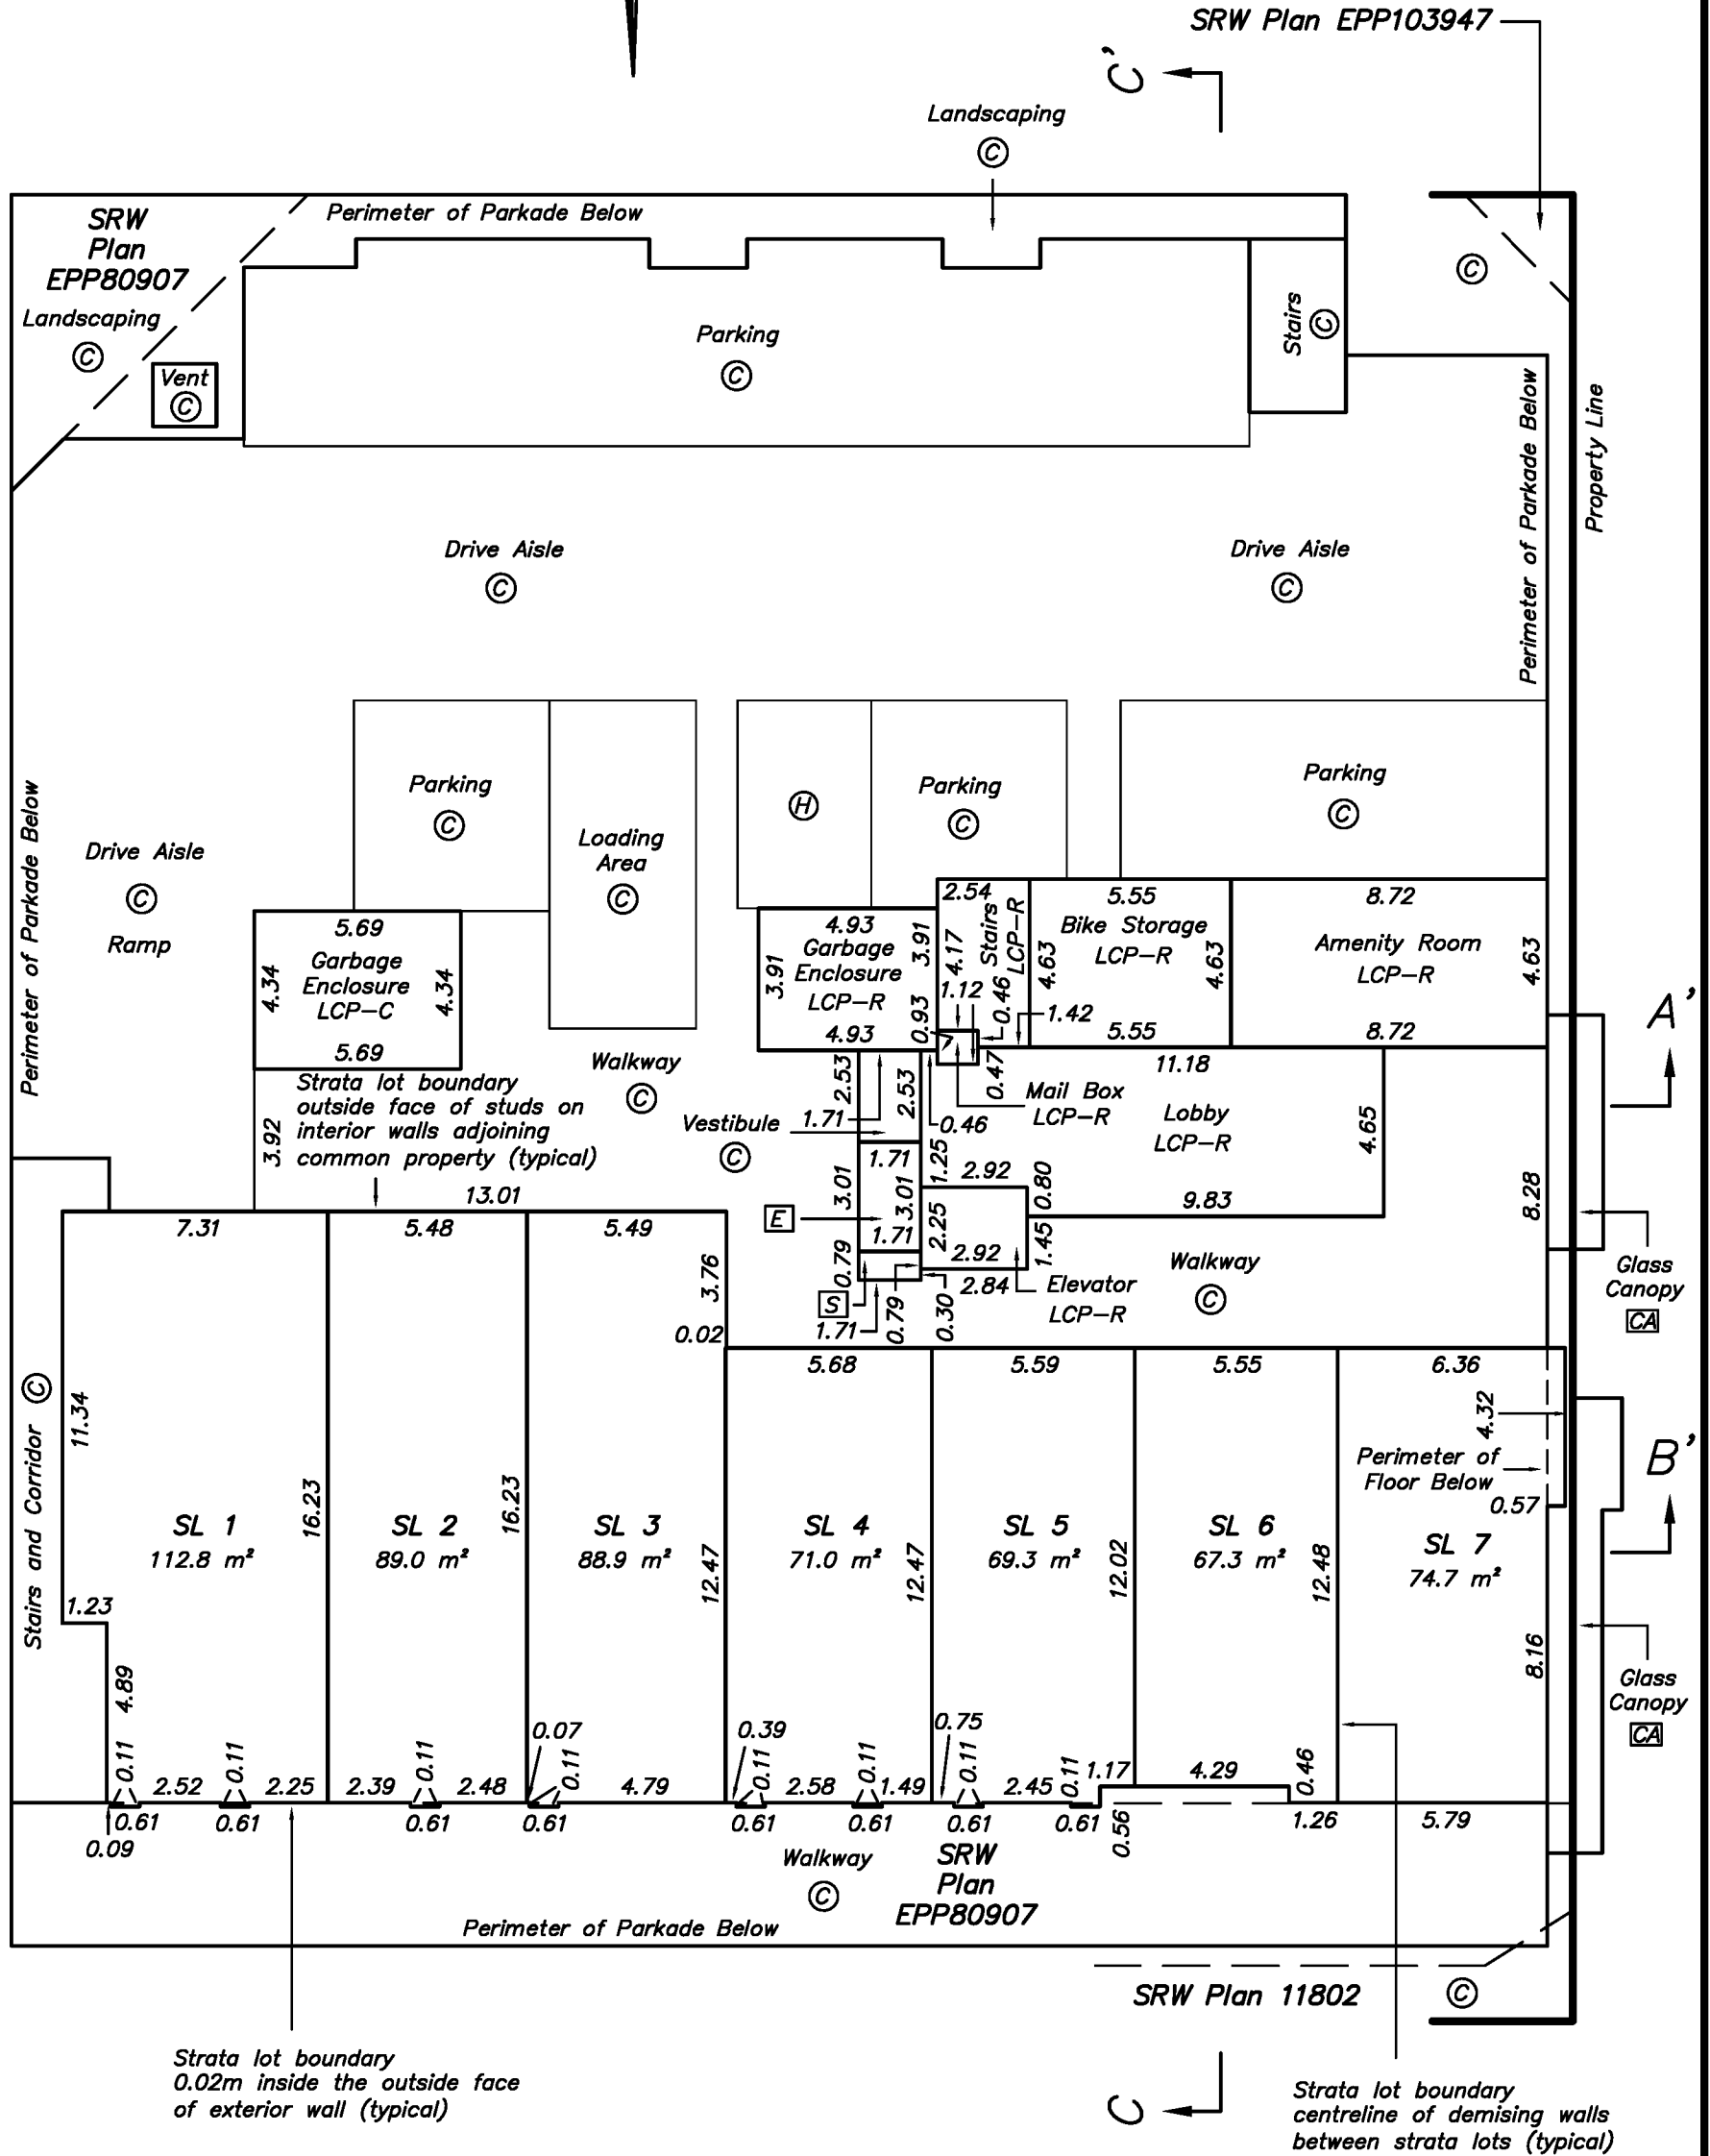 SRW Plan EPP103947
C'
Landscaping
C
SRW
Plan
EPP80907
Perimeter of Parkade Below
C
Landscaping
C
Vent
C
Parking
C
Stairs
C
Perimeter of Parkade Below
Property Line
Drive Aisle
C
Drive Aisle
C
Perimeter of Parkade Below
Drive Aisle
C
Ramp
Parking
C
Loading
Area
C
H
Parking
C
Parking
C
5.69
Garbage
Enclosure
LCP-C
4.34
4.34
5.69
4.93
Garbage
Enclosure
LCP-R
3.91
3.91
4.93
2.54
Stairs
LCP-R
4.17
1.12
0.46
0.93
5.55
Bike Storage
LCP-R
4.63
4.63
5.55
1.42
8.72
Amenity Room
LCP-R
4.63
8.72
A'
Walkway
C
2.53
2.53
0.47
11.18
Mail Box
LCP-R
Lobby
LCP-R
4.65
Strata lot boundary
outside face of studs on
interior walls adjoining
common property (typical)
3.92
Vestibule
C
1.71
0.46
1.71
1.25
2.92
0.80
3.01
3.01
9.83
8.28
13.01
E
1.71
2.25
2.92
1.45
0.79
S
1.71
0.79
0.30
2.84
Elevator
LCP-R
Walkway
C
Glass
Canopy
CA
7.31
5.48
5.49
3.76
0.02
5.68
5.59
5.55
6.36
4.32
Stairs and Corridor C
11.34
16.23
16.23
12.47
12.47
12.02
12.48
Perimeter of
Floor Below
0.57
B'
SL 1
112.8 m²
SL 2
89.0 m²
SL 3
88.9 m²
SL 4
71.0 m²
SL 5
69.3 m²
SL 6
67.3 m²
SL 7
74.7 m²
1.23
4.89
8.16
Glass
Canopy
CA
0.11
2.52
0.11
2.25
2.39
0.11
2.48
0.07
0.11
4.79
0.39
0.11
2.58
0.11
1.49
0.75
0.11
2.45
0.11
1.17
4.29
0.46
0.61
0.61
0.61
0.61
0.61
0.61
0.61
0.61
0.56
1.26
5.79
0.09
Walkway
C
SRW
Plan
EPP80907
Perimeter of Parkade Below
SRW Plan 11802
C
Strata lot boundary
0.02m inside the outside face
of exterior wall (typical)
C
Strata lot boundary
centreline of demising walls
between strata lots (typical)